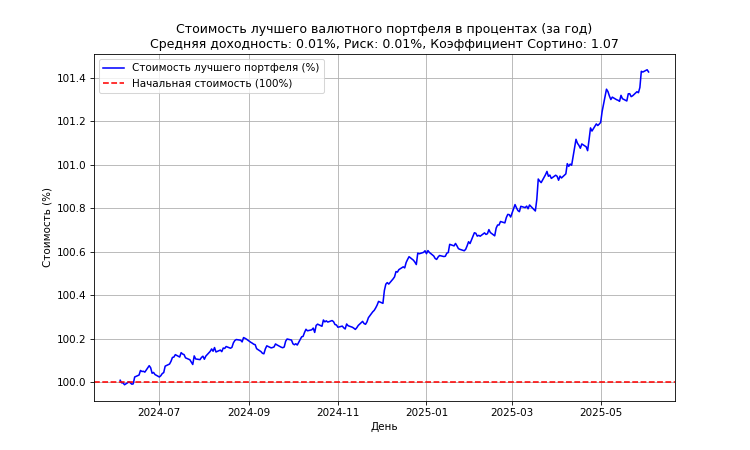 Стоимость лучшего валютного портфеля в процентах (за год)
Средняя доходность: 0.01%, Риск: 0.01%, Коэффициент Сортино: 1.07
Стоимость лучшего портфеля (%)
Начальная стоимость (100%)
Стоимость (%)
101.4
101.2
101.0
100.8
100.6
100.4
100.2
100.0
2024-07
2024-09
2024-11
2025-01
2025-03
2025-05
День